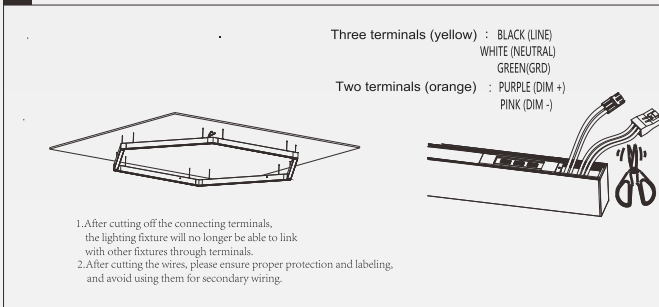 Three terminals (yellow) : BLACK (LINE)
WHITE (NEUTRAL)
GREEN(GRD)
Two terminals (orange) : PURPLE (DIM +)
PINK (DIM -)
1.After cutting off the connecting terminals,
the lighting fixture will no longer be able to link
with other fixtures through terminals.
2.After cutting the wires, please ensure proper protection and labeling,
and avoid using them for secondary wiring.